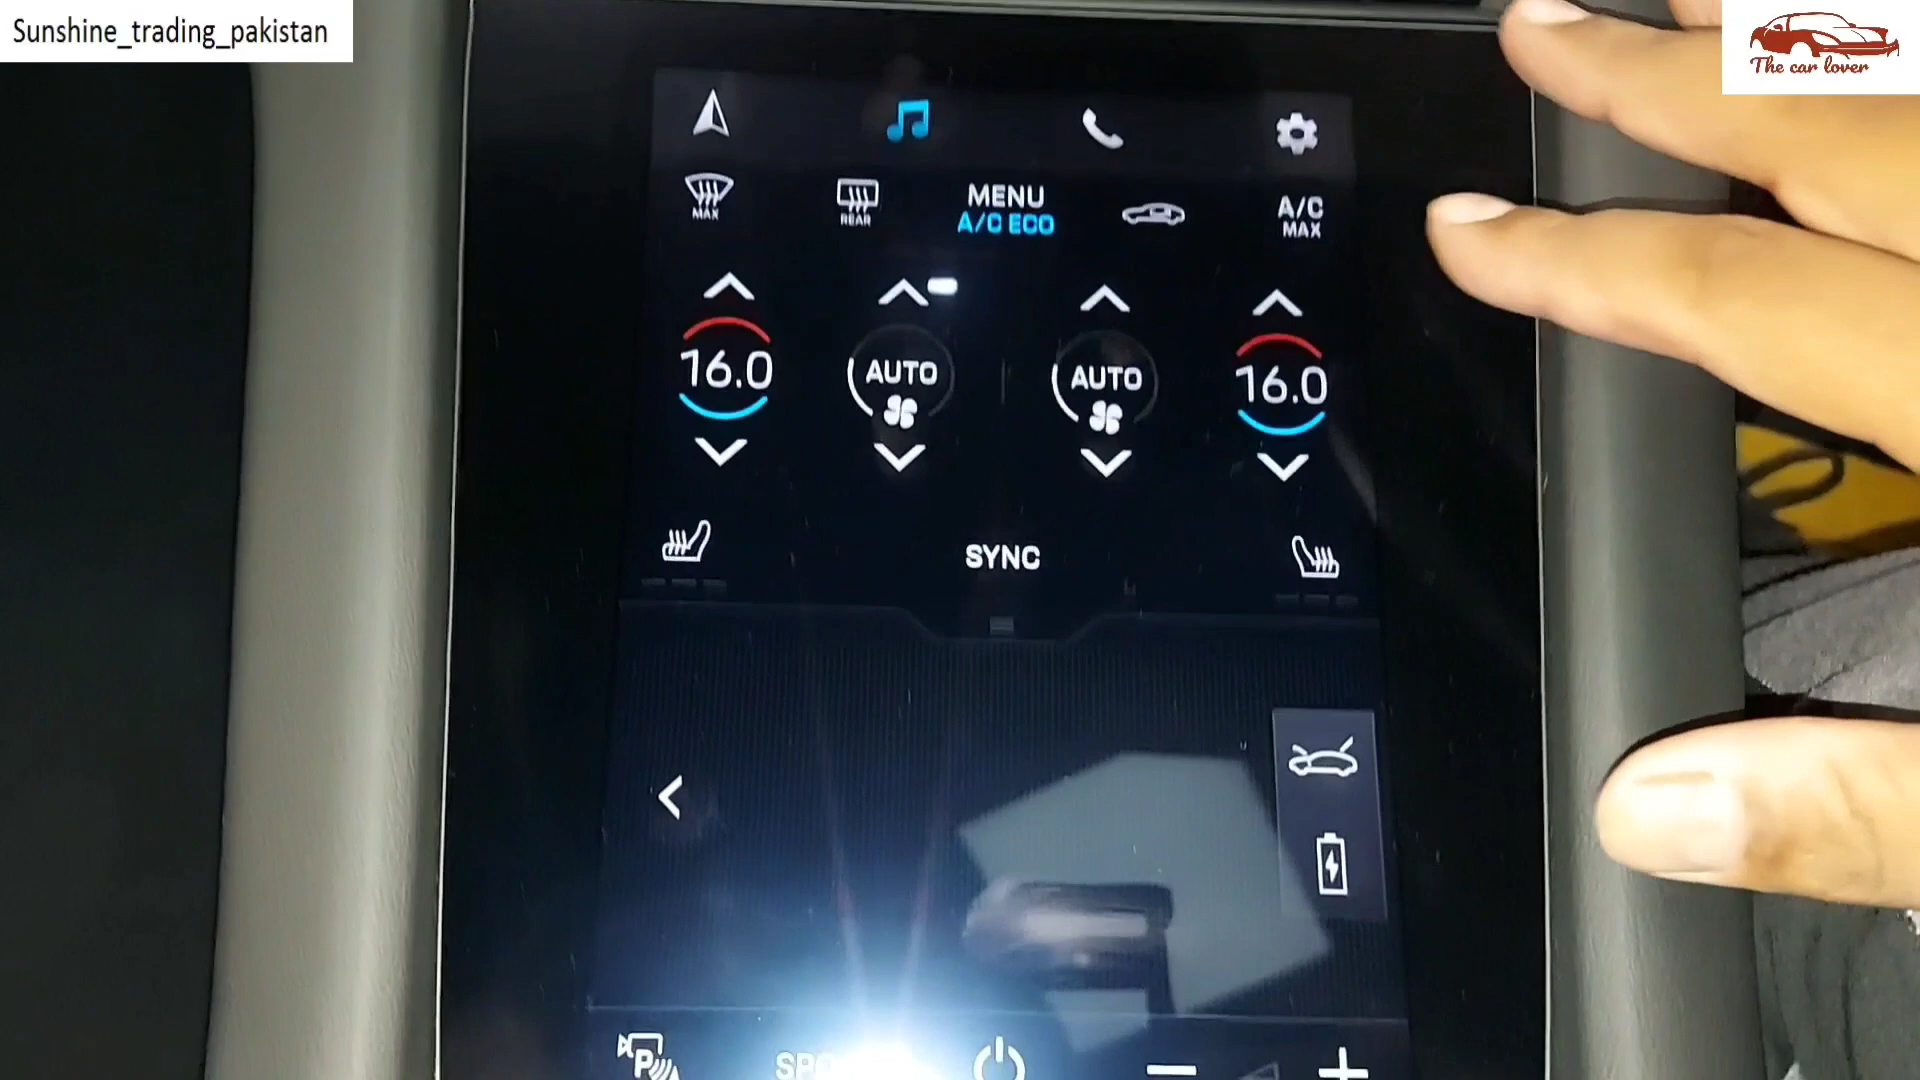 Sunshine_trading_pakistan
The car lover
MAX
REAR
MENU
A/C ECO
A/C
MAX
16.0
AUTO
AUTO
16.0
SYNC
P